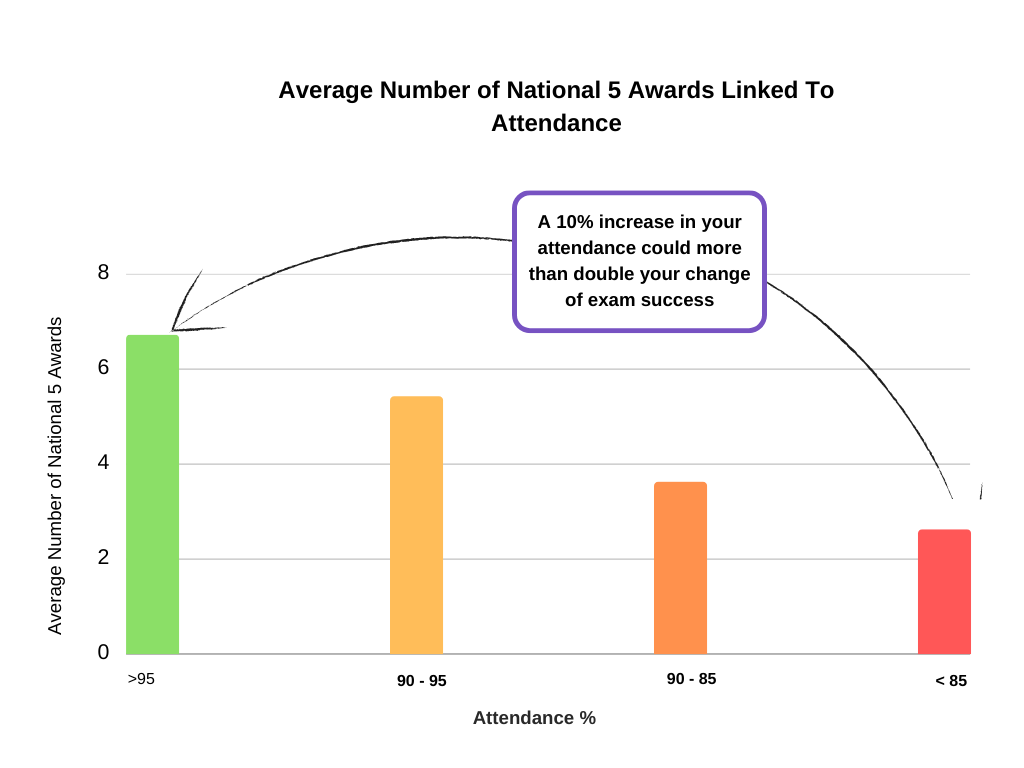 Average Number of National 5 Awards Linked To
Attendance
A 10% increase in your
attendance could more
than double your change
of exam success
8
6
4
2
0
Average Number of National 5 Awards
>95
90 - 95
90 - 85
< 85
Attendance %